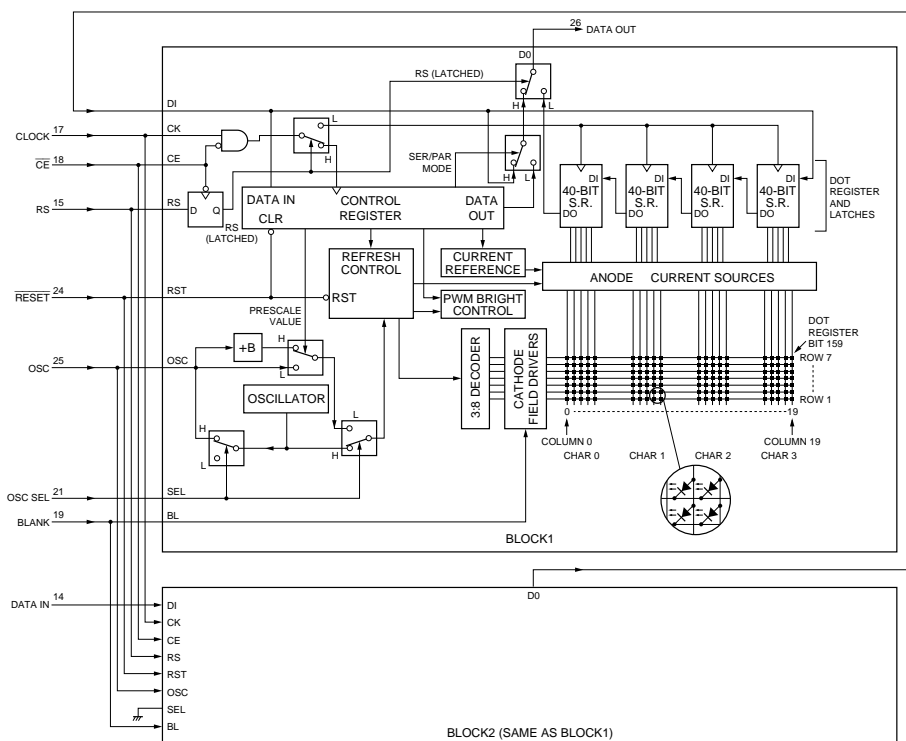 26
DATA OUT
D0
RS (LATCHED)
H
L
DI
CLOCK
17
CK
L
H
CE
18
CE
SER/PAR
MODE
H
L
RS
15
RS
D
Q
RS
(LATCHED)
DATA IN
CLR
CONTROL
REGISTER
DATA
OUT
DI
40-BIT
S.R.
DO
DI
40-BIT
S.R.
DO
DI
40-BIT
S.R.
DO
DI
40-BIT
S.R.
DO
DOT
REGISTER
AND
LATCHES
REFRESH
CONTROL
RST
CURRENT
REFERENCE
ANODE CURRENT SOURCES
RESET
24
RST
PRESCALE
VALUE
PWM BRIGHT
CONTROL
DOT
REGISTER
BIT 159
ROW 7
ROW 1
+B
H
L
OSC
25
OSC
OSCILLATOR
3:8 DECODER
CATHODE
FIELD DRIVERS
0
19
COLUMN 0
COLUMN 19
CHAR 0
CHAR 1
CHAR 2
CHAR 3
H
L
L
H
OSC SEL
21
SEL
BLANK
19
BL
BLOCK1
D0
DATA IN
14
DI
CK
CE
RS
RST
OSC
SEL
BL
BLOCK2 (SAME AS BLOCK1)